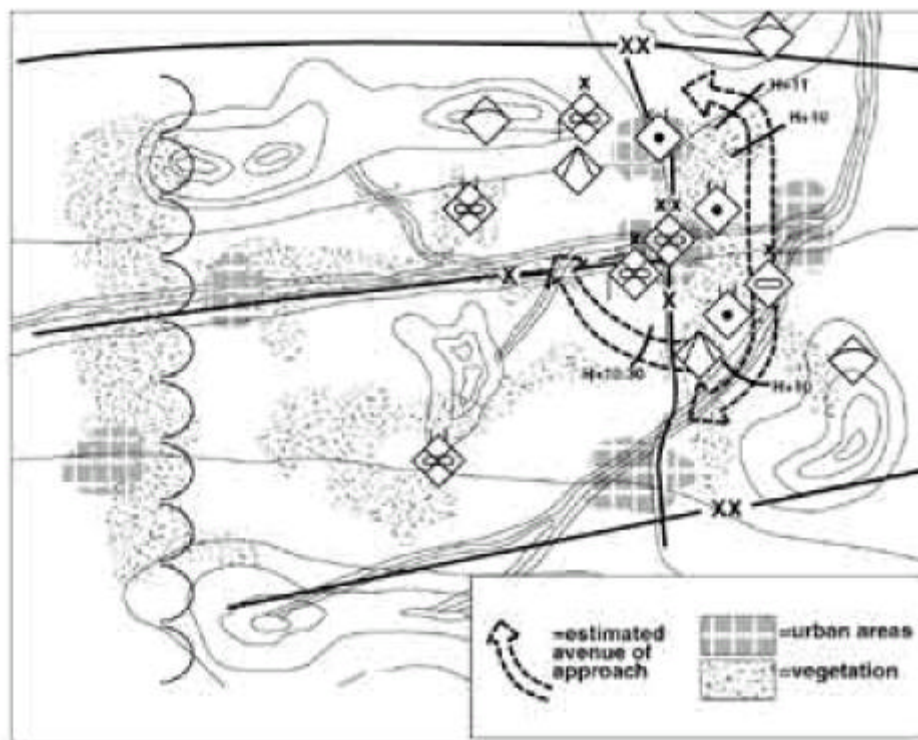 XX
H+11
X
H+10
XX
X
X
X
X
H+10.30
H+10
XX
=estimated
avenue of
approach
=urban areas
=vegetation